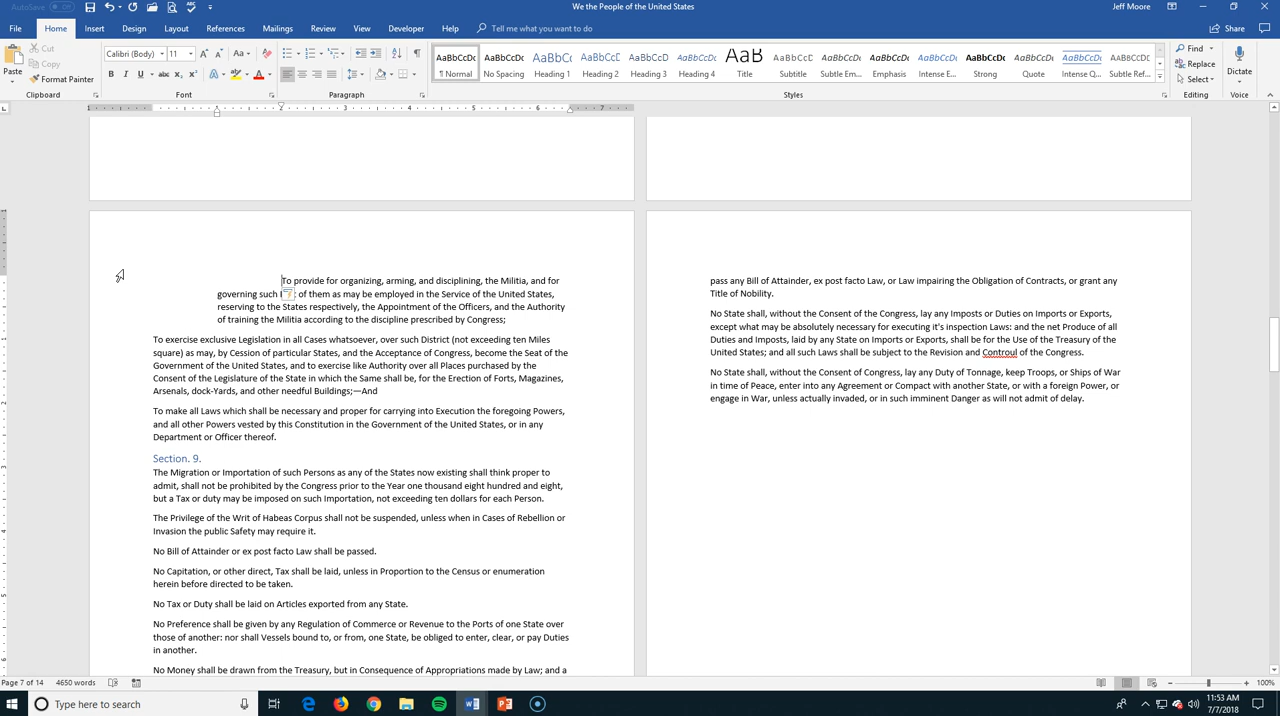 We the People of the United States
Jeff Moore
File Home Insert Draw Design Layout References Mailings Review View Developer Tell me what you want to do Share
Paste
Cut
Copy
Format Painter
Clipboard
Calibri (Body) 11
Font
Paragraph
AaBbCcDc AaBbCcDc AaBbCcD AaBbCcD AaBbCcDd AaBbCcDd AaB AaBbCcD AaBbCcDc AaBbCcDc AaBbCcDc AaBbCcDc AaBbCcDc AaBbCcDc AABBCCDD
¶ Normal No Spacing Heading 1 Heading 2 Heading 3 Heading 4 Title Subtitle Subtle Em... Emphasis Intense E... Strong Quote Intense Q... Subtle Ref...
Styles
Find
Replace
Select
Editing
Dictate
Voice
1 1 2 3 4 5 6 7
To provide for organizing, arming, and disciplining, the Militia, and for
governing such of them as may be employed in the Service of the United States,
reserving to the States respectively, the Appointment of the Officers, and the Authority
of training the Militia according to the discipline prescribed by Congress;
To exercise exclusive Legislation in all Cases whatsoever, over such District (not exceeding ten Miles
square) as may, by Cession of particular States, and the Acceptance of Congress, become the Seat of the
Government of the United States, and to exercise like Authority over all Places purchased by the
Consent of the Legislature of the State in which the Same shall be, for the Erection of Forts, Magazines,
Arsenals, dock-Yards, and other needful Buildings;—And
To make all Laws which shall be necessary and proper for carrying into Execution the foregoing Powers,
and all other Powers vested by this Constitution in the Government of the United States, or in any
Department or Officer thereof.
Section. 9.
The Migration or Importation of such Persons as any of the States now existing shall think proper to
admit, shall not be prohibited by the Congress prior to the Year one thousand eight hundred and eight,
but a Tax or duty may be imposed on such Importation, not exceeding ten dollars for each Person.
The Privilege of the Writ of Habeas Corpus shall not be suspended, unless when in Cases of Rebellion or
Invasion the public Safety may require it.
No Bill of Attainder or ex post facto Law shall be passed.
No Capitation, or other direct, Tax shall be laid, unless in Proportion to the Census or enumeration
herein before directed to be taken.
No Tax or Duty shall be laid on Articles exported from any State.
No Preference shall be given by any Regulation of Commerce or Revenue to the Ports of one State over
those of another: nor shall Vessels bound to, or from, one State, be obliged to enter, clear, or pay Duties
in another.
No Money shall be drawn from the Treasury, but in Consequence of Appropriations made by Law; and a
pass any Bill of Attainder, ex post facto Law, or Law impairing the Obligation of Contracts, or grant any
Title of Nobility.
No State shall, without the Consent of the Congress, lay any Imposts or Duties on Imports or Exports,
except what may be absolutely necessary for executing it's inspection Laws: and the net Produce of all
Duties and Imposts, laid by any State on Imports or Exports, shall be for the Use of the Treasury of the
United States; and all such Laws shall be subject to the Revision and Controul of the Congress.
No State shall, without the Consent of Congress, lay any Duty of Tonnage, keep Troops, or Ships of War
in time of Peace, enter into any Agreement or Compact with another State, or with a foreign Power, or
engage in War, unless actually invaded, or in such imminent Danger as will not admit of delay.
Page 7 of 14 4650 words
100%
Type here to search
11:53 AM
7/7/2018